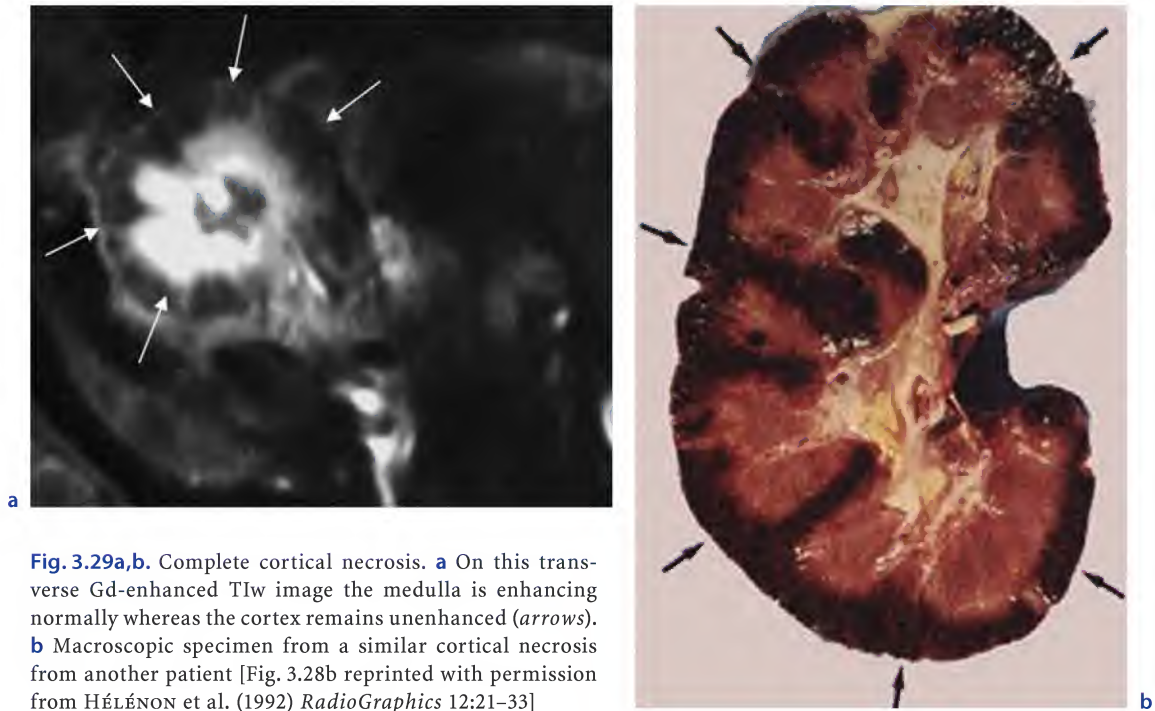 a
b
Fig. 3.29a,b. Complete cortical necrosis. a On this trans-
verse Gd-enhanced TIw image the medulla is enhancing
normally whereas the cortex remains unenhanced (arrows).
b Macroscopic specimen from a similar cortical necrosis
from another patient [Fig. 3.28b reprinted with permission
from HÉLÉNON et al. (1992) RadioGraphics 12:21–33]